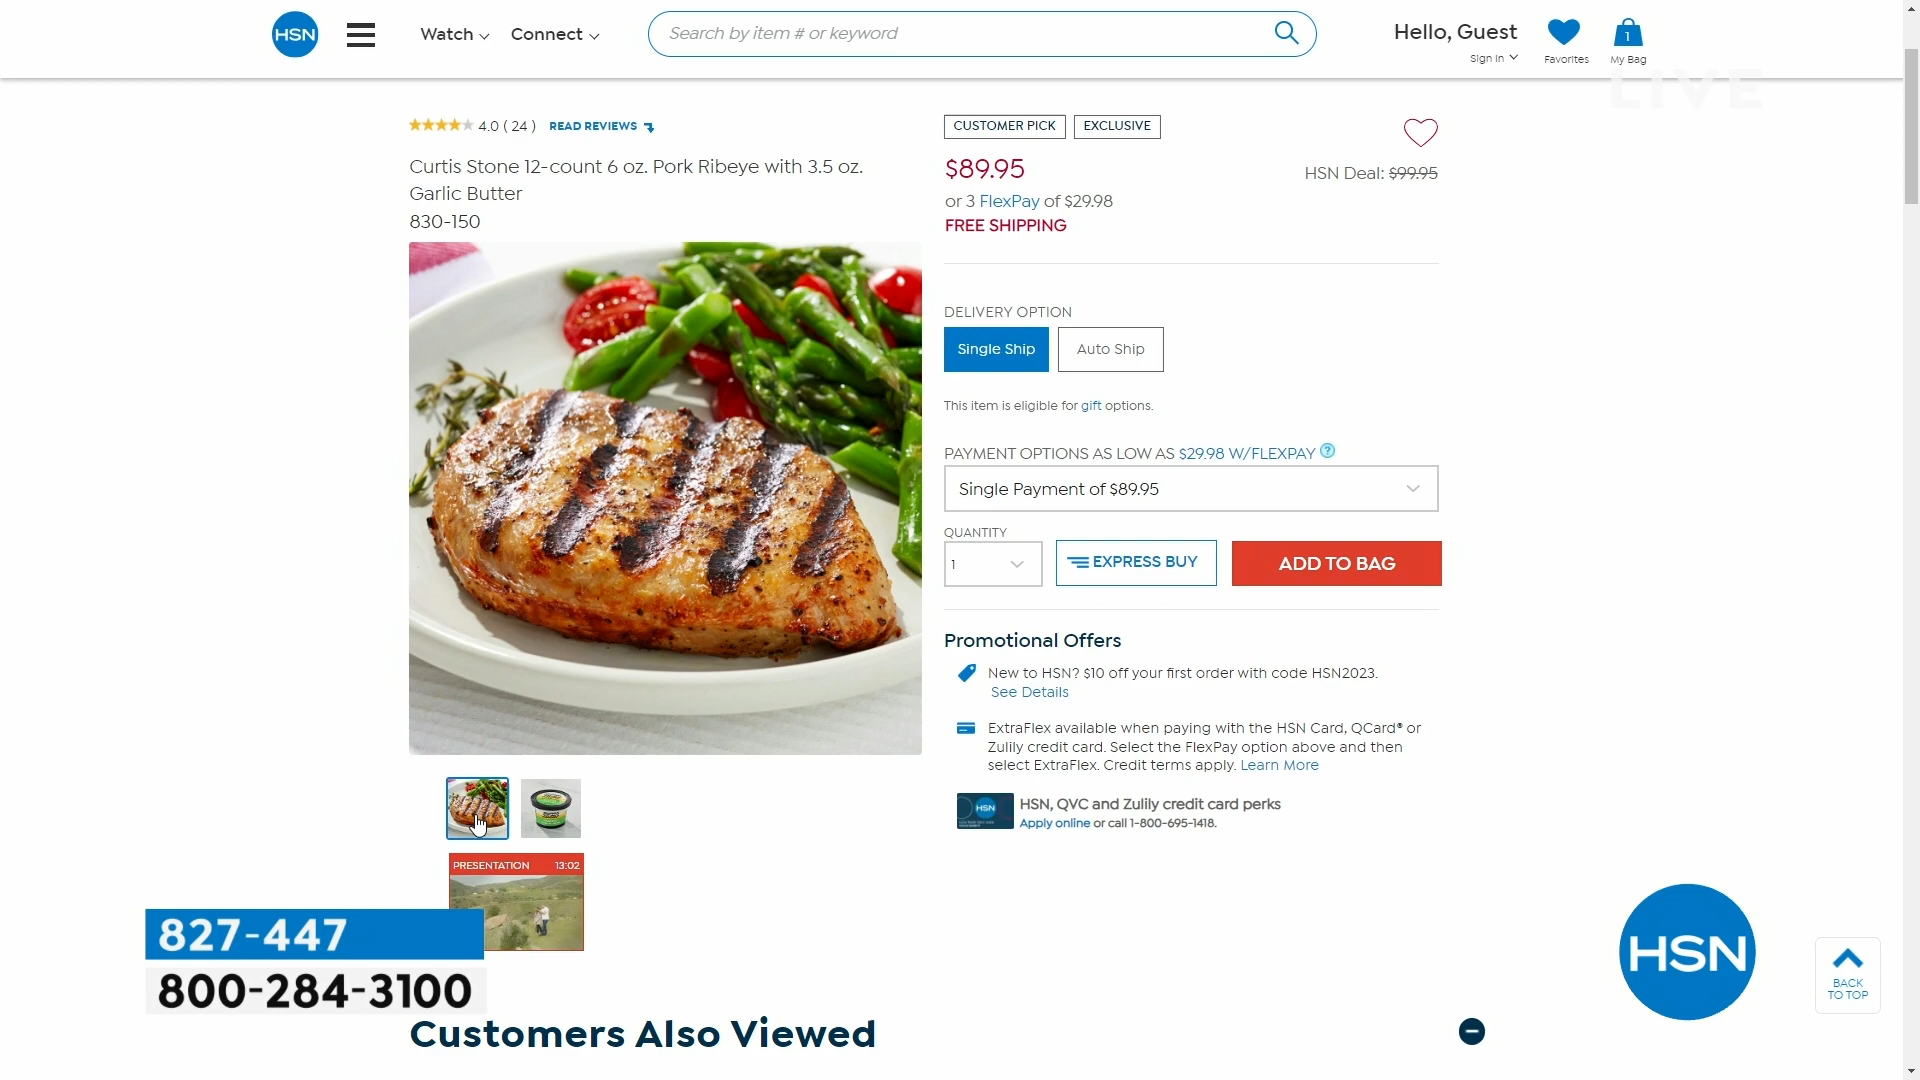 HSN
Watch
Connect
Search by item # or keyword
Hello, Guest
Sign In
Favorites
1
My Bag
LIVE
4.0 ( 24 )
READ REVIEWS
Curtis Stone 12-count 6 oz. Pork Ribeye with 3.5 oz.
Garlic Butter
830-150
CUSTOMER PICK
EXCLUSIVE
$89.95
HSN Deal: $99.95
or 3 FlexPay of $29.98
FREE SHIPPING
DELIVERY OPTION
Single Ship
Auto Ship
This item is eligible for gift options.
PAYMENT OPTIONS AS LOW AS $29.98 W/FLEXPAY ?
Single Payment of $89.95
QUANTITY
1
EXPRESS BUY
ADD TO BAG
Promotional Offers
New to HSN? $10 off your first order with code HSN2023.
See Details
ExtraFlex available when paying with the HSN Card, QCard® or
Zulily credit card. Select the FlexPay option above and then
select ExtraFlex. Credit terms apply. Learn More
HSN
HSN, QVC and Zulily credit card perks
Apply online or call 1-800-695-1418.
PRESENTATION 13:02
827-447
800-284-3100
HSN
BACK
TO TOP
Customers Also Viewed